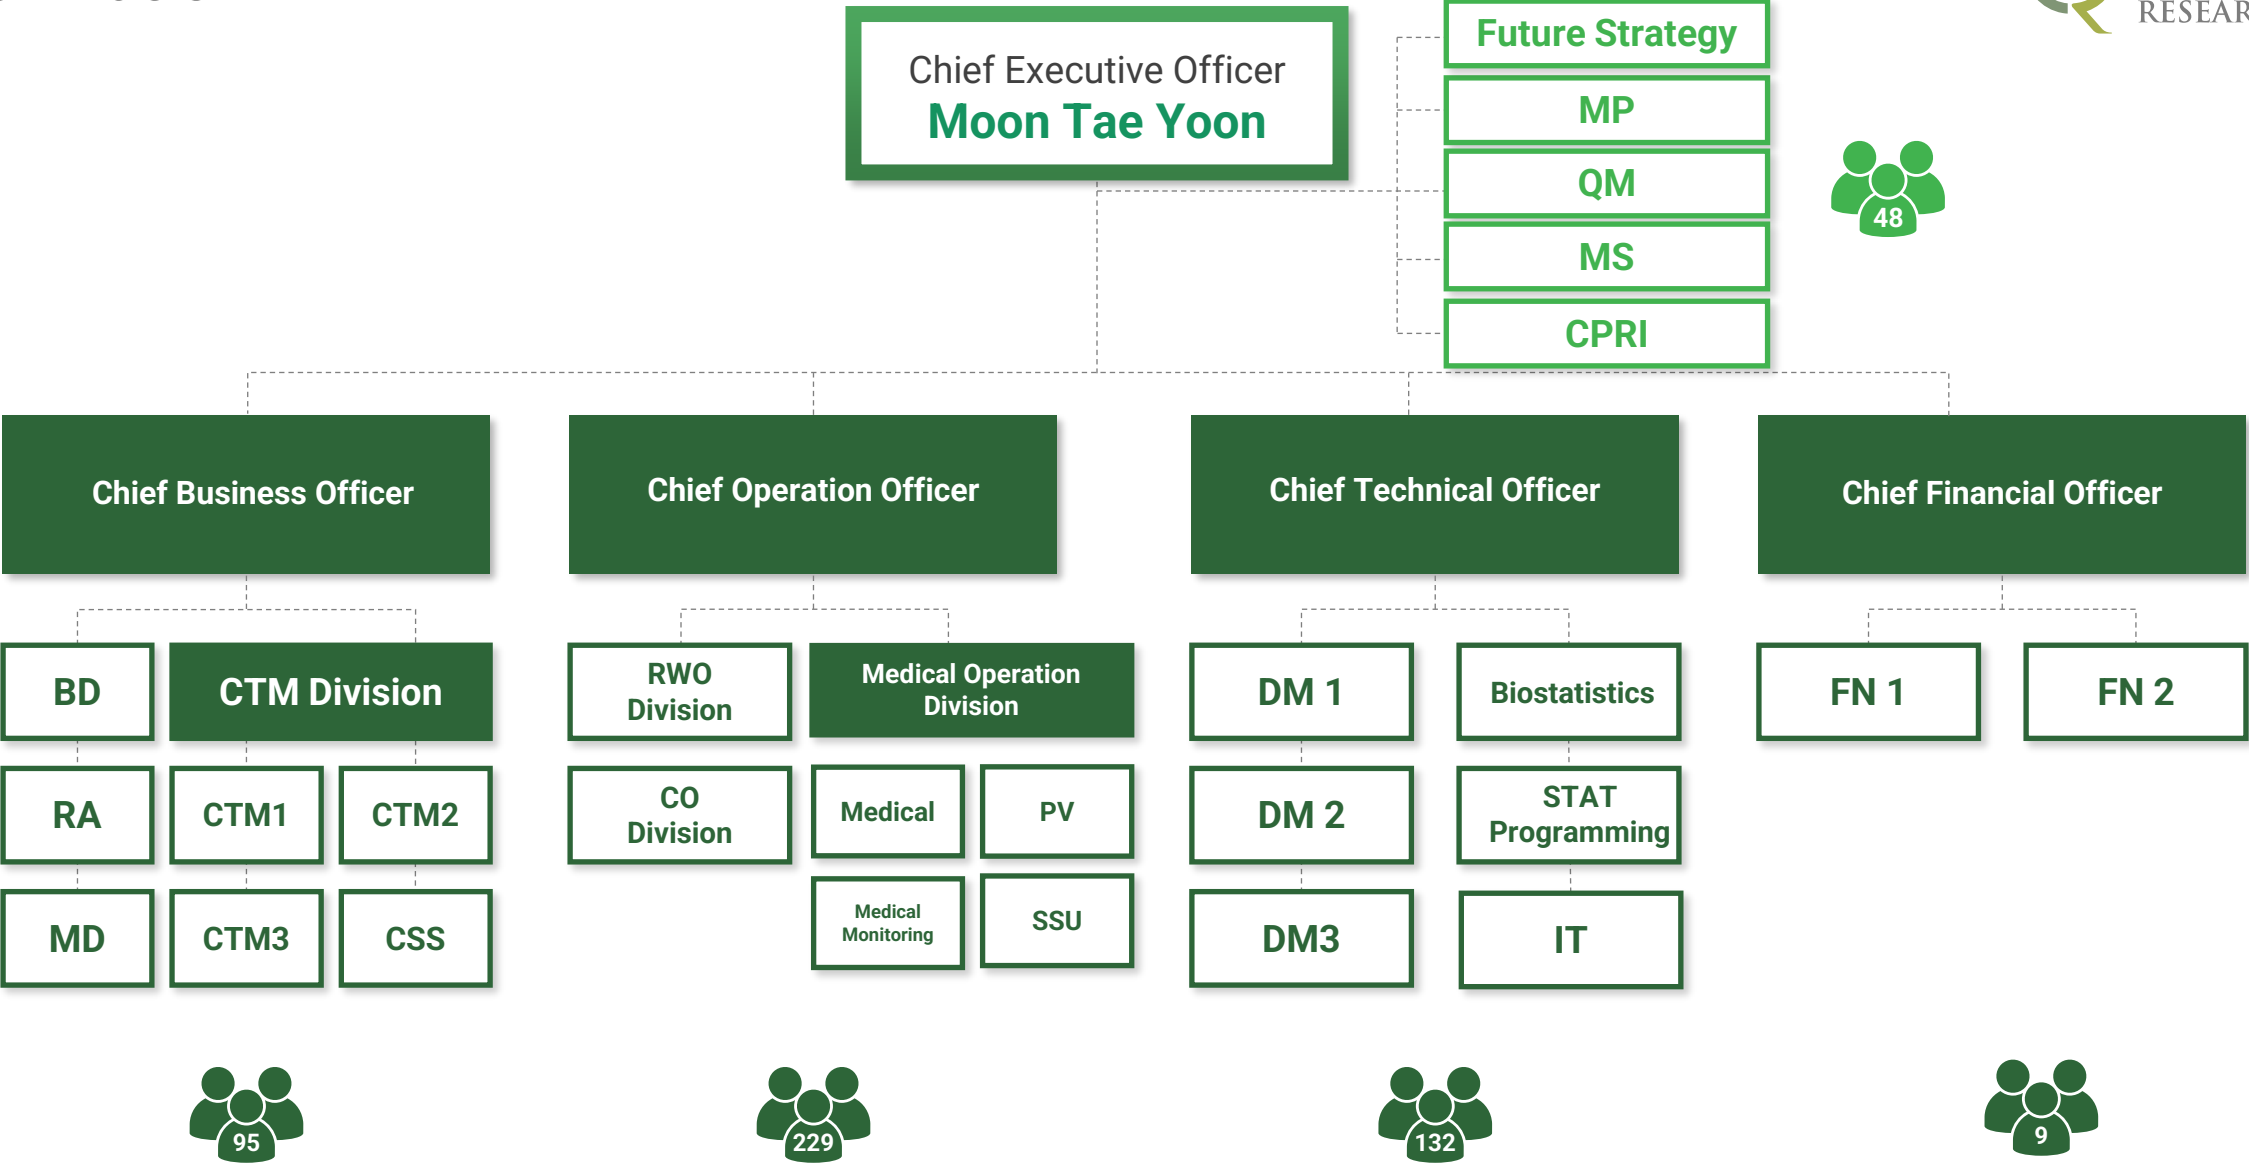 Chief Executive Officer
Moon Tae Yoon
Future Strategy
MP
QM
MS
CPRI
48
Chief Business Officer
Chief Operation Officer
Chief Technical Officer
Chief Financial Officer
BD
CTM Division
RA
CTM1
CTM2
MD
CTM3
CSS
RWO
Division
Medical Operation
Division
CO
Division
Medical
PV
Medical
Monitoring
SSU
DM 1
Biostatistics
DM 2
STAT
Programming
DM3
IT
FN 1
FN 2
95
229
132
9